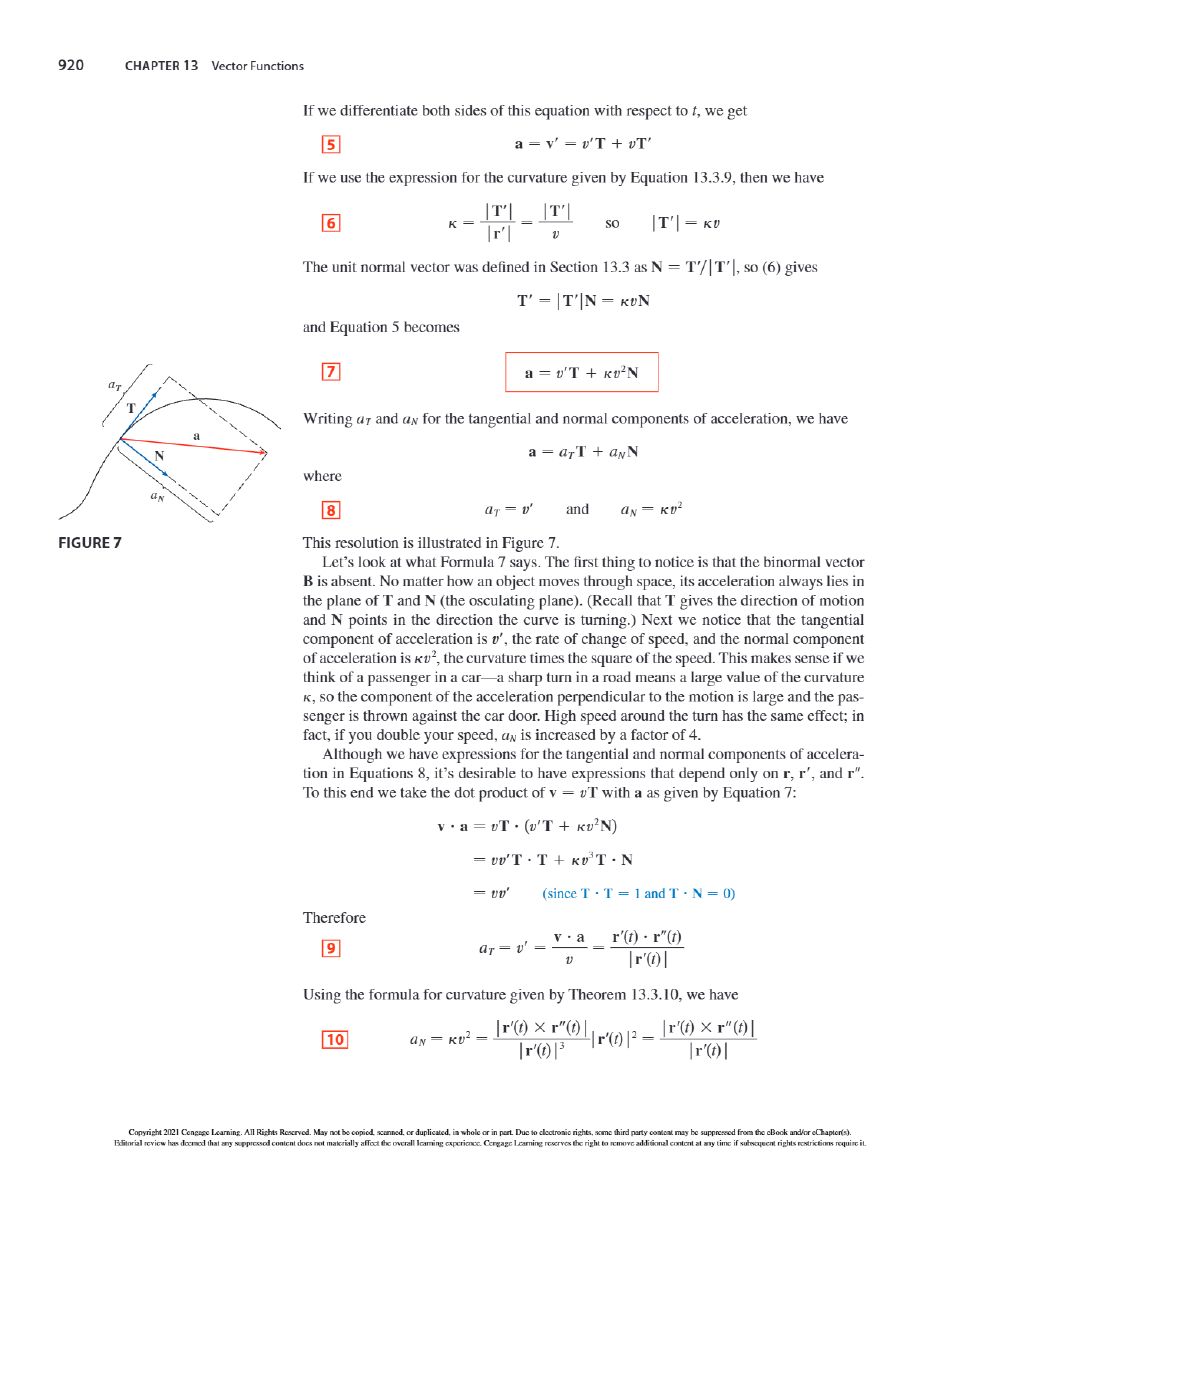 920 CHAPTER 13 Vector Functions
If we differentiate both sides of this equation with respect to t, we get
5 a = v′ = v′T + vT′
If we use the expression for the curvature given by Equation 13.3.9, then we have
6 κ = |T′| / |r′| = |T′| / v so |T′| = κv
The unit normal vector was defined in Section 13.3 as N = T′/|T′|, so (6) gives
T′ = |T′|N = κvN
and Equation 5 becomes
7 a = v′T + κv²N
Writing a_T and a_N for the tangential and normal components of acceleration, we have
a = a_T T + a_N N
where
8 a_T = v′ and a_N = κv²
a_T
T
a
N
a_N
FIGURE 7
This resolution is illustrated in Figure 7.
Let's look at what Formula 7 says. The first thing to notice is that the binormal vector
B is absent. No matter how an object moves through space, its acceleration always lies in
the plane of T and N (the osculating plane). (Recall that T gives the direction of motion
and N points in the direction the curve is turning.) Next we notice that the tangential
component of acceleration is v′, the rate of change of speed, and the normal component
of acceleration is κv², the curvature times the square of the speed. This makes sense if we
think of a passenger in a car—a sharp turn in a road means a large value of the curvature
κ, so the component of the acceleration perpendicular to the motion is large and the pas-
senger is thrown against the car door. High speed around the turn has the same effect; in
fact, if you double your speed, a_N is increased by a factor of 4.
Although we have expressions for the tangential and normal components of accelera-
tion in Equations 8, it's desirable to have expressions that depend only on r, r′, and r″.
To this end we take the dot product of v = vT with a as given by Equation 7:
v · a = vT · (v′T + κv²N)
= vv′T · T + κv³T · N
= vv′ (since T · T = 1 and T · N = 0)
Therefore
9 a_T = v′ = v · a / v = r′(t) · r″(t) / |r′(t)|
Using the formula for curvature given by Theorem 13.3.10, we have
10 a_N = κv² = |r′(t) × r″(t)| / |r′(t)|³ |r′(t)|² = |r′(t) × r″(t)| / |r′(t)|
Copyright 2021 Cengage Learning. All Rights Reserved. May not be copied, scanned, or duplicated, in whole or in part. Due to electronic rights, some third party content may be suppressed from the eBook and/or eChapter(s).
Editorial review has deemed that any suppressed content does not materially affect the overall learning experience. Cengage Learning reserves the right to remove additional content at any time if subsequent rights restrictions require it.